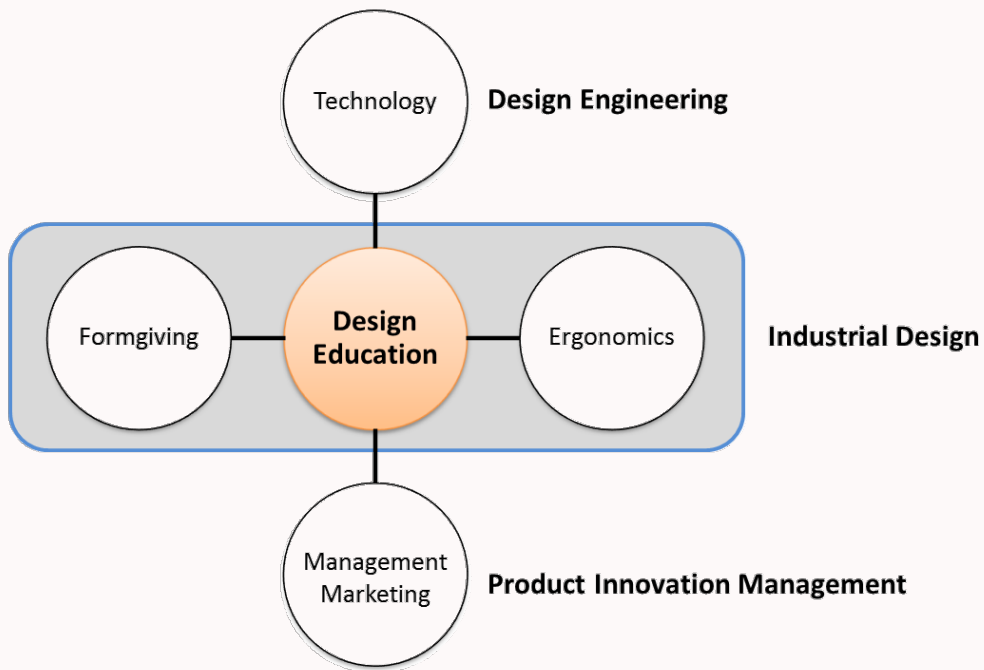 Technology
Design Engineering
Formgiving
Design
Education
Ergonomics
Industrial Design
Management
Marketing
Product Innovation Management